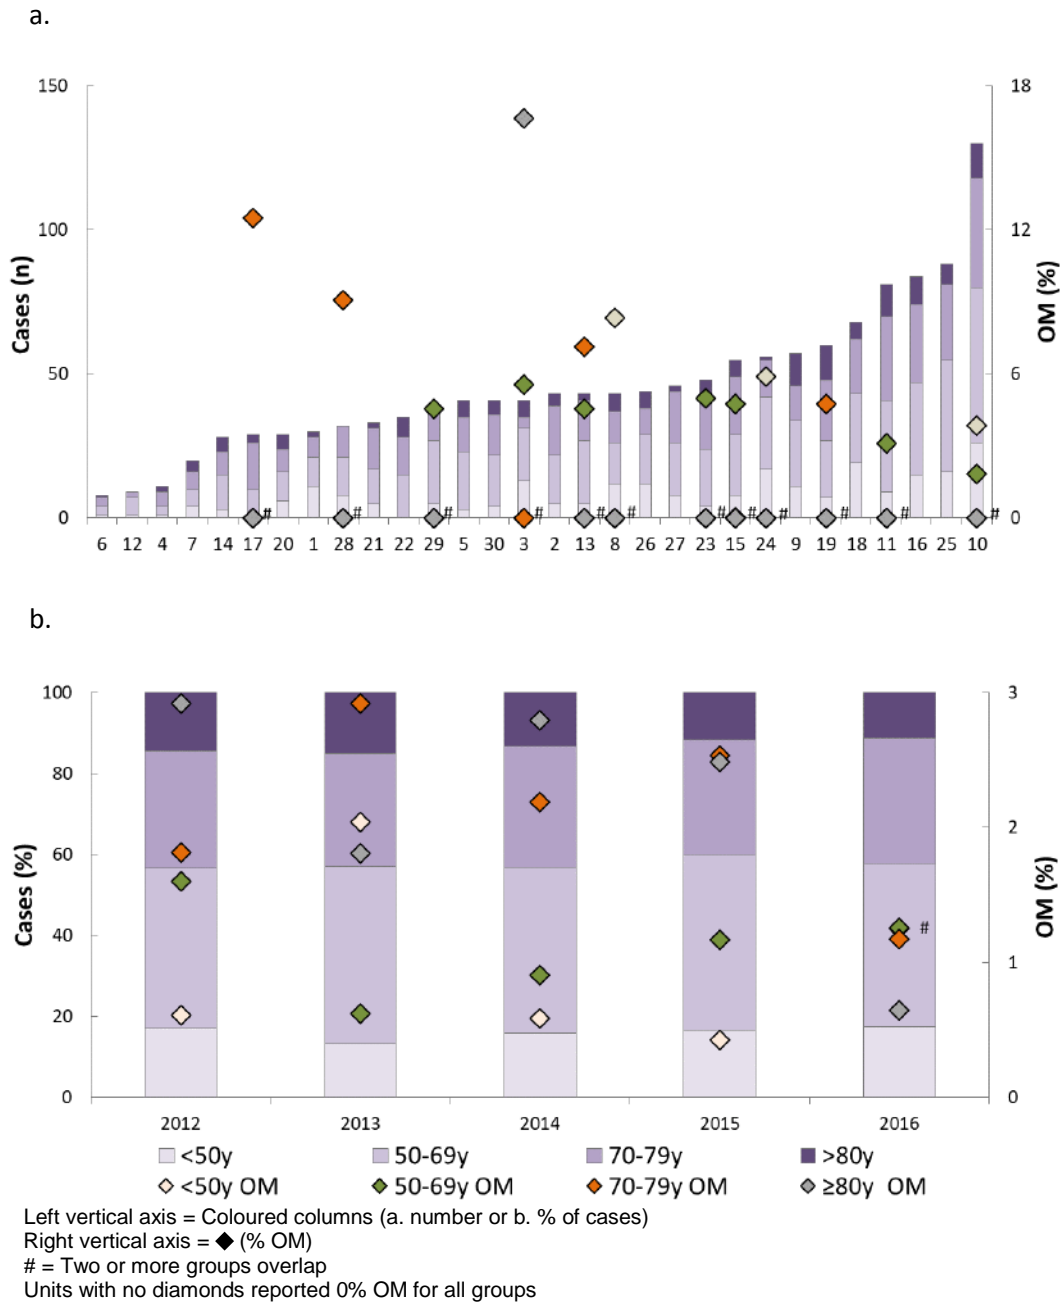 a.
150
18
100
12
50
6
0
0
Cases (n)
OM (%)
# # # # # # # # # # # #
6 12 4 7 14 17 20 1 28 21 22 29 5 30 3 2 13 8 26 27 23 15 24 9 19 18 11 16 25 10
b.
100
3
80
2
60
40
1
20
0
0
Cases (%)
OM (%)
#
2012 2013 2014 2015 2016
<50y 50-69y 70-79y >80y
<50y OM 50-69y OM 70-79y OM ≥80y OM
Left vertical axis = Coloured columns (a. number or b. % of cases)
Right vertical axis = ◆ (% OM)
# = Two or more groups overlap
Units with no diamonds reported 0% OM for all groups